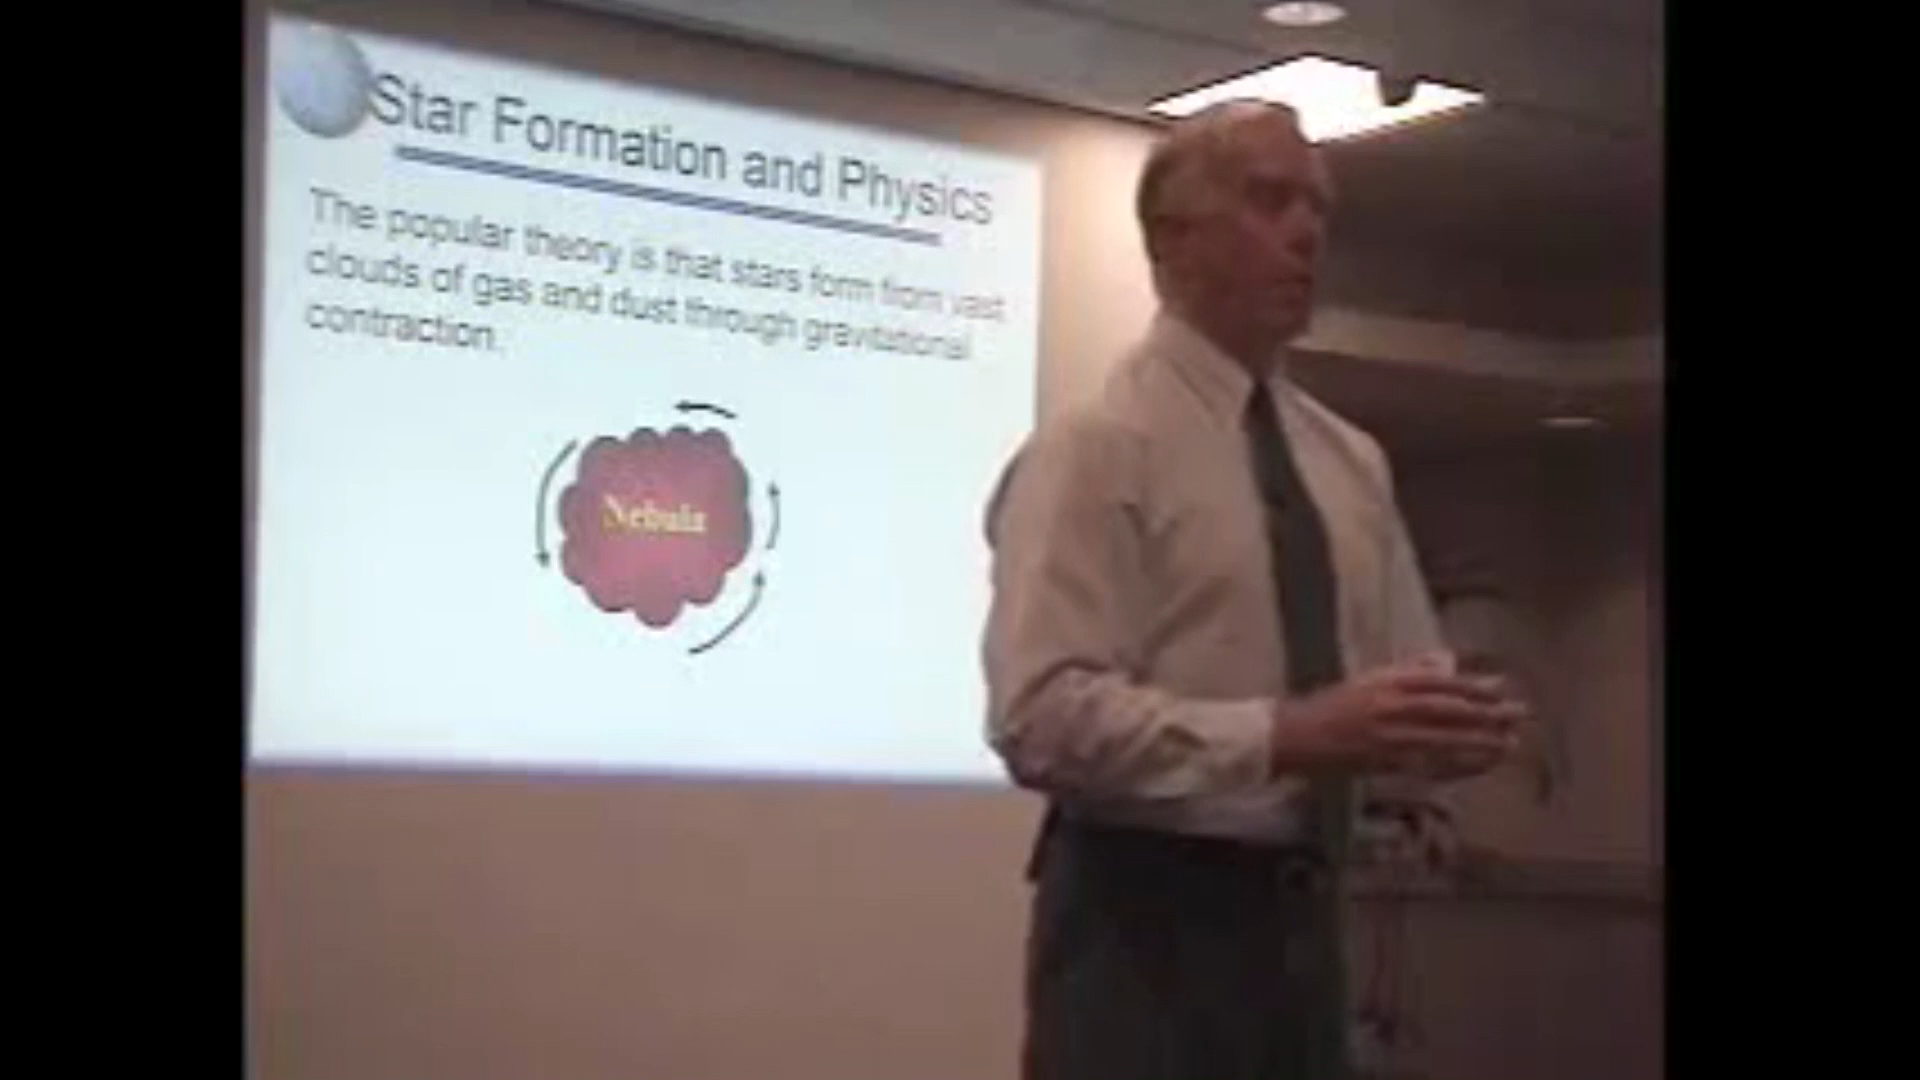 Star Formation and Physics
The popular theory is that stars form from vast
clouds of gas and dust through gravitational
contraction.
Nebula